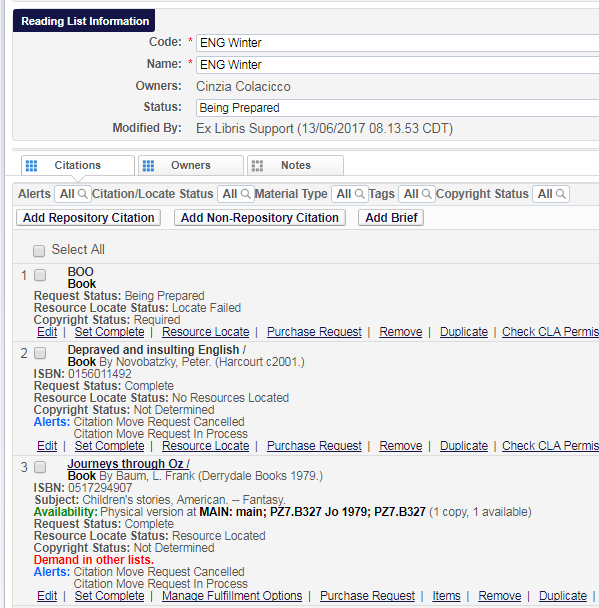 Reading List Information
Code: * ENG Winter
Name: * ENG Winter
Owners: Cinzia Colacicco
Status: Being Prepared
Modified By: Ex Libris Support (13/06/2017 08.13.53 CDT)
Citations Owners Notes
Alerts All Citation/Locate Status All Material Type All Tags All Copyright Status All
Add Repository Citation Add Non-Repository Citation Add Brief
Select All
1 BOO
Book
Request Status: Being Prepared
Resource Locate Status: Locate Failed
Copyright Status: Required
Edit | Set Complete | Resource Locate | Purchase Request | Remove | Duplicate | Check CLA Permis
2 Depraved and insulting English /
Book By Novobatzky, Peter. (Harcourt c2001.)
ISBN: 0156011492
Request Status: Complete
Resource Locate Status: No Resources Located
Copyright Status: Not Determined
Alerts: Citation Move Request Cancelled
Citation Move Request In Process
Edit | Set Complete | Resource Locate | Purchase Request | Remove | Duplicate | Check CLA Permis
3 Journeys through Oz /
Book By Baum, L. Frank (Derrydale Books 1979.)
ISBN: 0517294907
Subject: Children's stories, American. -- Fantasy.
Availability: Physical version at MAIN: main; PZ7.B327 Jo 1979; PZ7.B327 (1 copy, 1 available)
Request Status: Complete
Resource Locate Status: Resource Located
Copyright Status: Not Determined
Demand in other lists.
Alerts: Citation Move Request Cancelled
Citation Move Request In Process
Edit | Set Complete | Manage Fulfillment Options | Purchase Request | Items | Remove | Duplicate |